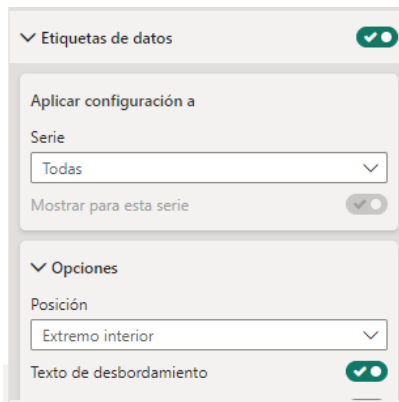 Etiquetas de datos
Aplicar configuración a
Serie
Todas
Mostrar para esta serie
Opciones
Posición
Extremo interior
Texto de desbordamiento